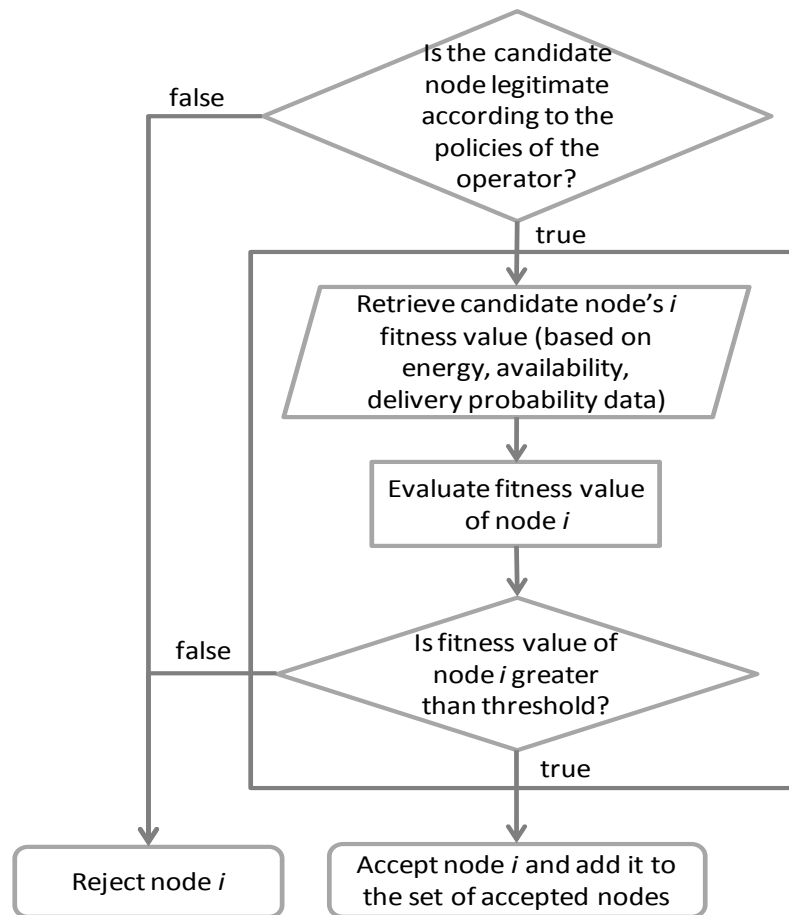 Is the candidate
node legitimate
according to the
policies of the
operator?
false
true
Retrieve candidate node's i
fitness value (based on
energy, availability,
delivery probability data)
Evaluate fitness value
of node i
Is fitness value of
node i greater
than threshold?
false
true
Reject node i
Accept node i and add it to
the set of accepted nodes